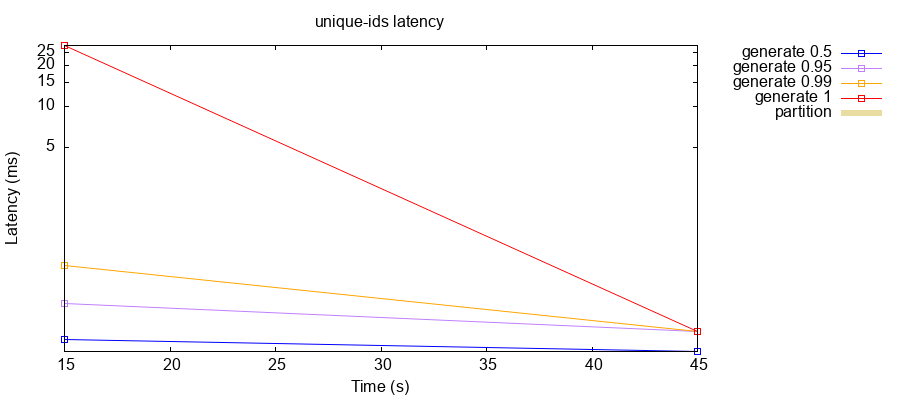 unique-ids latency
Latency (ms)
25
20
15
10
5
15 20 25 30 35 40 45
Time (s)
generate 0.5
generate 0.95
generate 0.99
generate 1
partition